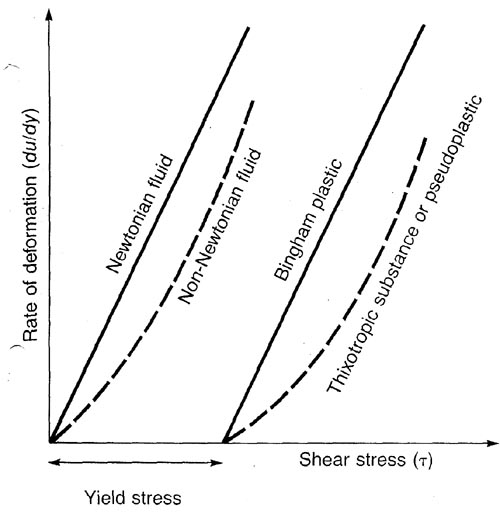 Rate of deformation (du/dy)
Newtonian fluid
Non-Newtonian fluid
Bingham plastic
Thixotropic substance or pseudoplastic
Shear stress (τ)
Yield stress